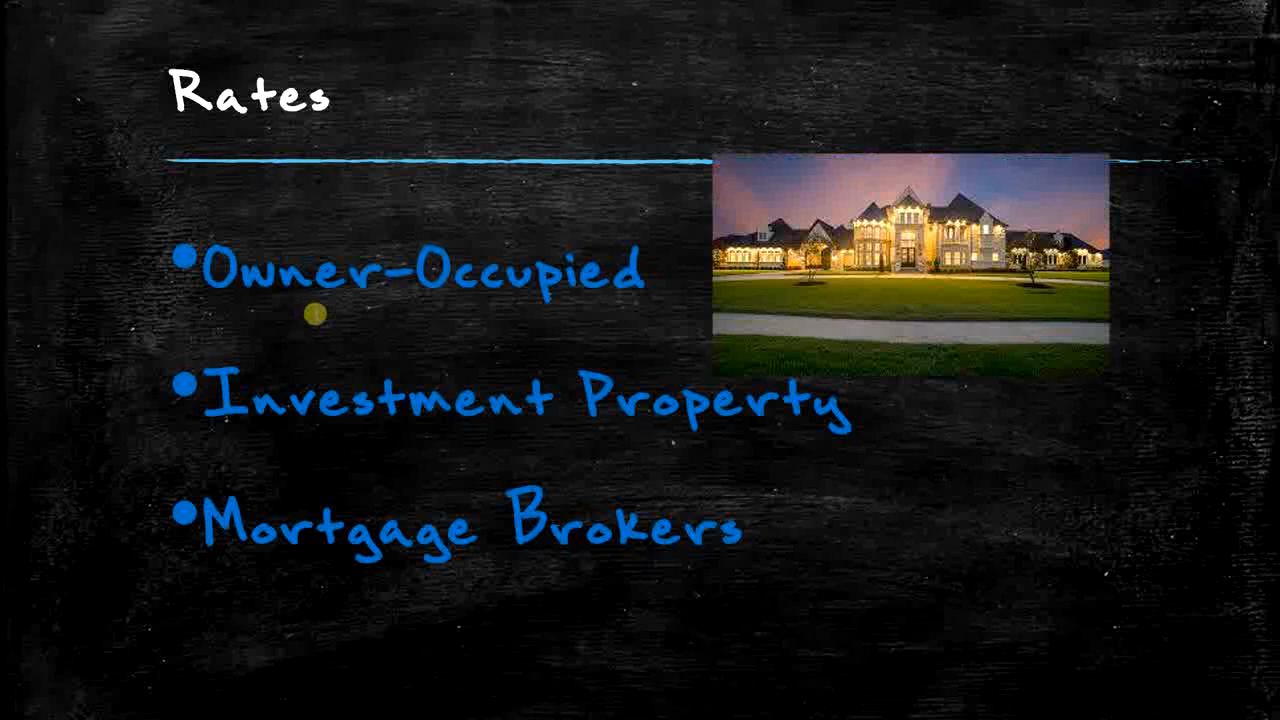 Rates
•Owner-Occupied
•Investment Property
•Mortgage Brokers